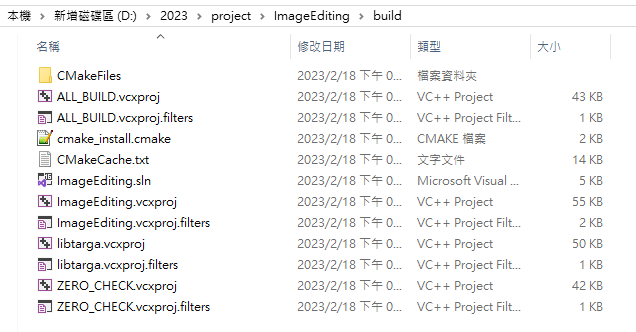 本機 › 新增磁碟區 (D:) › 2023 › project › ImageEditing › build
名稱 修改日期 類型 大小
CMakeFiles 2023/2/18 下午 0... 檔案資料夾
ALL_BUILD.vcxproj 2023/2/18 下午 0... VC++ Project 43 KB
ALL_BUILD.vcxproj.filters 2023/2/18 下午 0... VC++ Project Filt... 1 KB
cmake_install.cmake 2023/2/18 下午 0... CMAKE 檔案 2 KB
CMakeCache.txt 2023/2/18 下午 0... 文字文件 14 KB
ImageEditing.sln 2023/2/18 下午 0... Microsoft Visual ... 5 KB
ImageEditing.vcxproj 2023/2/18 下午 0... VC++ Project 55 KB
ImageEditing.vcxproj.filters 2023/2/18 下午 0... VC++ Project Filt... 2 KB
libtarga.vcxproj 2023/2/18 下午 0... VC++ Project 50 KB
libtarga.vcxproj.filters 2023/2/18 下午 0... VC++ Project Filt... 1 KB
ZERO_CHECK.vcxproj 2023/2/18 下午 0... VC++ Project 42 KB
ZERO_CHECK.vcxproj.filters 2023/2/18 下午 0... VC++ Project Filt... 1 KB